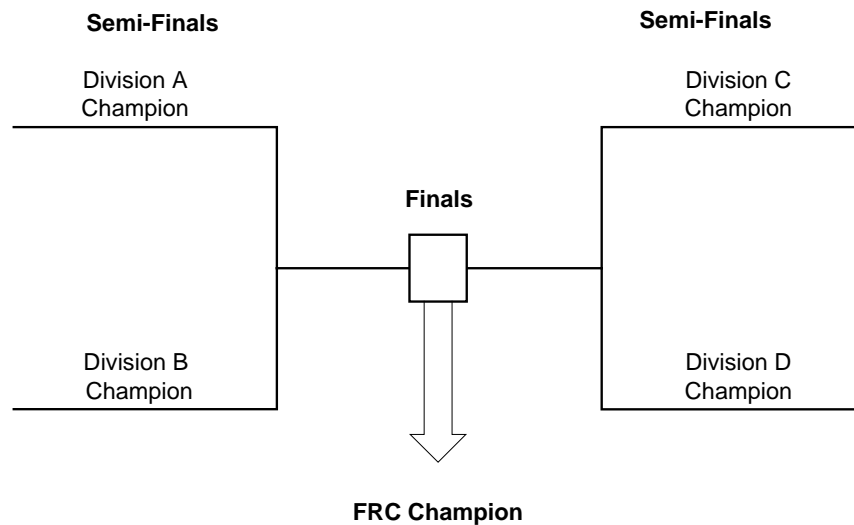 Semi-Finals
Semi-Finals
Division A
Champion
Division C
Champion
Finals
Division B
Champion
Division D
Champion
FRC Champion